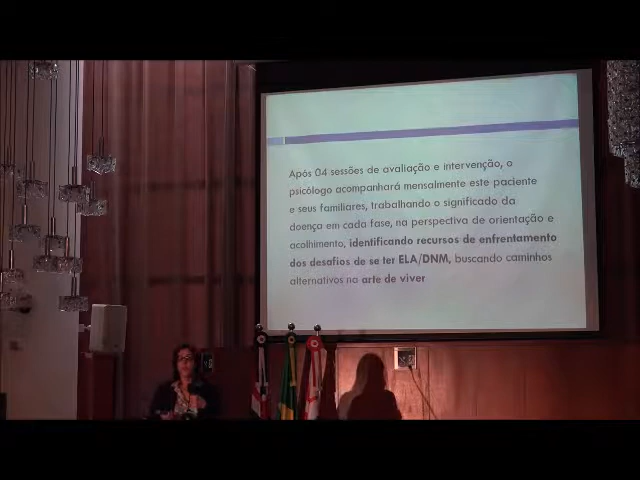 Após 04 sessões de avaliação e intervenção, o
psicólogo acompanhará mensalmente este paciente
e seus familiares, trabalhando o significado da
doença em cada fase, na perspectiva de orientação e
acolhimento, identificando recursos de enfrentamento
dos desafios de se ter ELA/DNM, buscando caminhos
alternativos na arte de viver